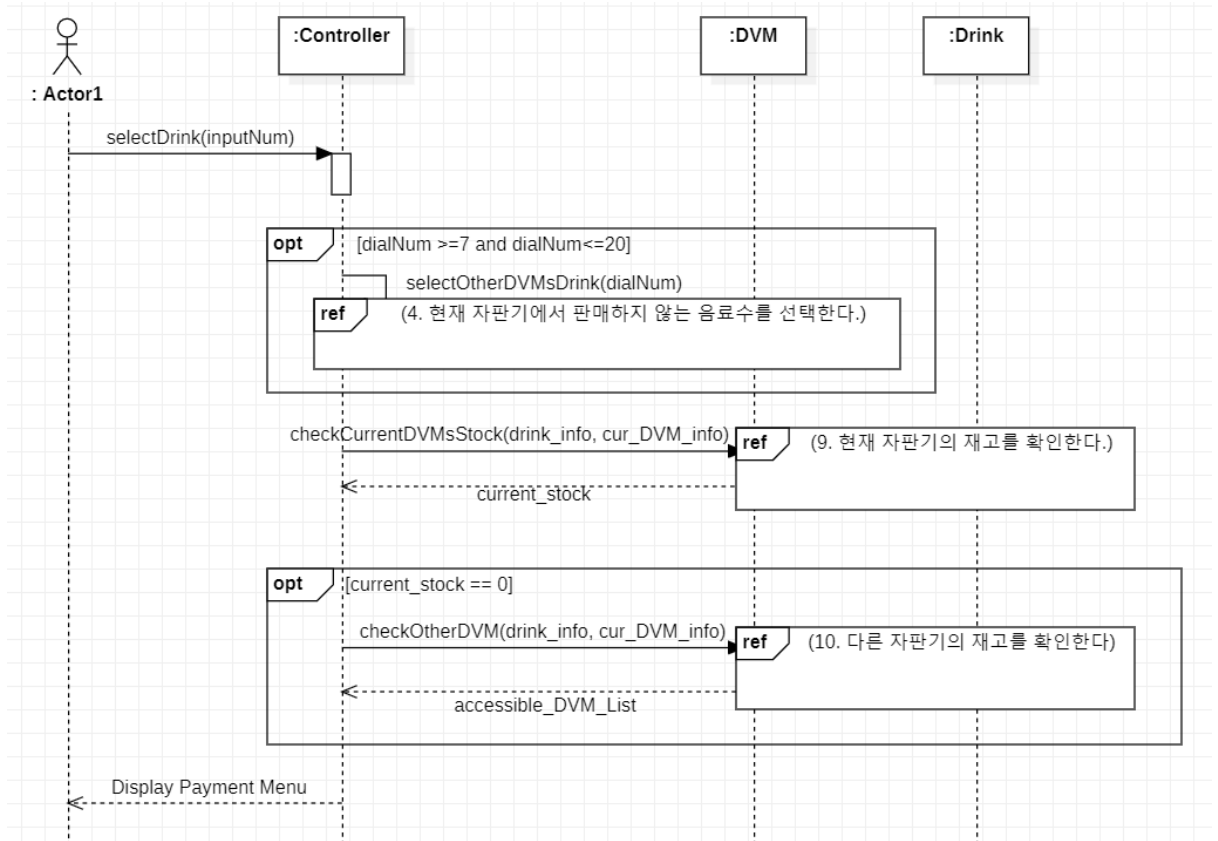 :Controller
:DVM
:Drink
: Actor1
selectDrink(inputNum)
opt
[dialNum >=7 and dialNum<=20]
selectOtherDVMsDrink(dialNum)
ref
(4. 현재 자판기에서 판매하지 않는 음료수를 선택한다.)
checkCurrentDVMsStock(drink_info, cur_DVM_info)
ref
(9. 현재 자판기의 재고를 확인한다.)
current_stock
opt
[current_stock == 0]
checkOtherDVM(drink_info, cur_DVM_info)
ref
(10. 다른 자판기의 재고를 확인한다)
accessible_DVM_List
Display Payment Menu